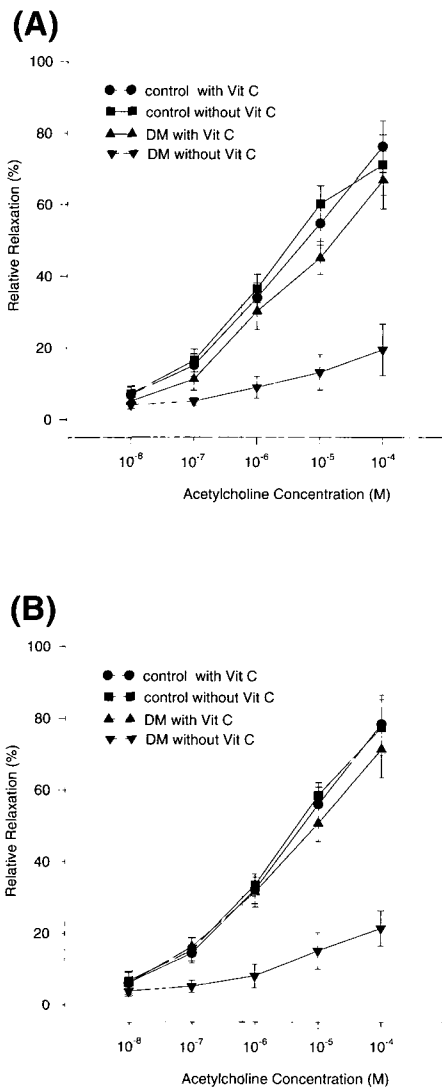 (A)
100
control with Vit C
control without Vit C
DM with Vit C
DM without Vit C
80
60
40
20
0
Relative Relaxation (%)
10⁻⁸ 10⁻⁷ 10⁻⁶ 10⁻⁵ 10⁻⁴
Acetylcholine Concentration (M)
(B)
100
control with Vit C
control without Vit C
DM with Vit C
DM without Vit C
80
60
40
20
0
Relative Relaxation (%)
10⁻⁸ 10⁻⁷ 10⁻⁶ 10⁻⁵ 10⁻⁴
Acetylcholine Concentration (M)